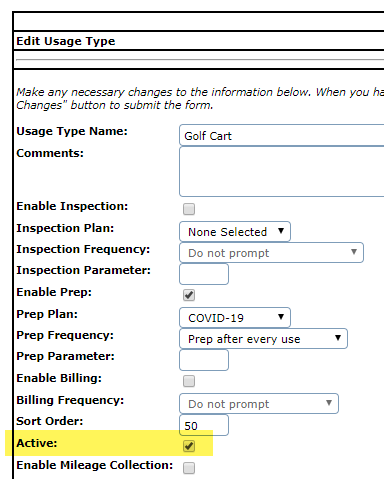 Edit Usage Type
Make any necessary changes to the information below. When you ha
Changes" button to submit the form.
Usage Type Name: Golf Cart
Comments:
Enable Inspection:
Inspection Plan: None Selected
Inspection Frequency: Do not prompt
Inspection Parameter:
Enable Prep:
Prep Plan: COVID-19
Prep Frequency: Prep after every use
Prep Parameter:
Enable Billing:
Billing Frequency: Do not prompt
Sort Order: 50
Active:
Enable Mileage Collection: